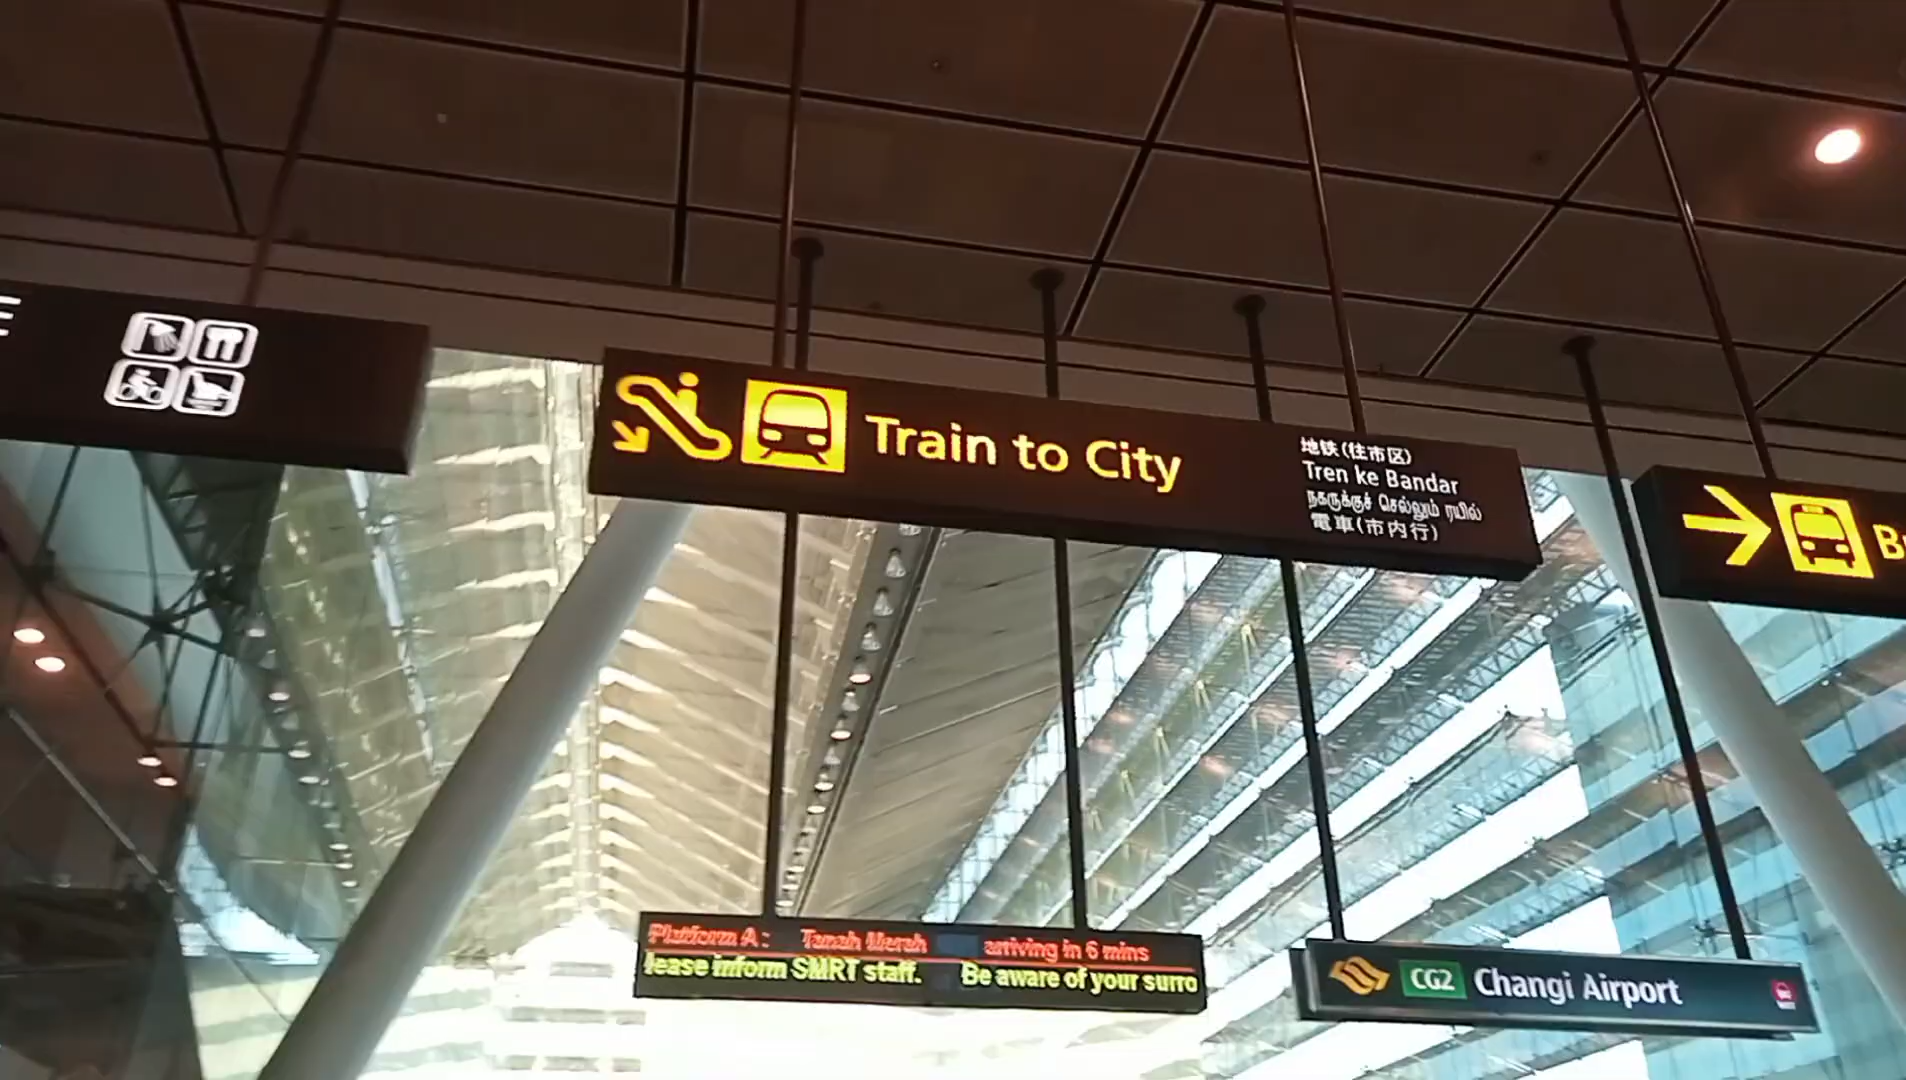 E
Train to City
地铁(往市区)
Tren ke Bandar
நகருக்குச் செல்லும் ரயில்
電車(市内行)
Platform A: Tanah Merah arriving in 6 mins
lease inform SMRT staff. Be aware of your surro
CG2 Changi Airport